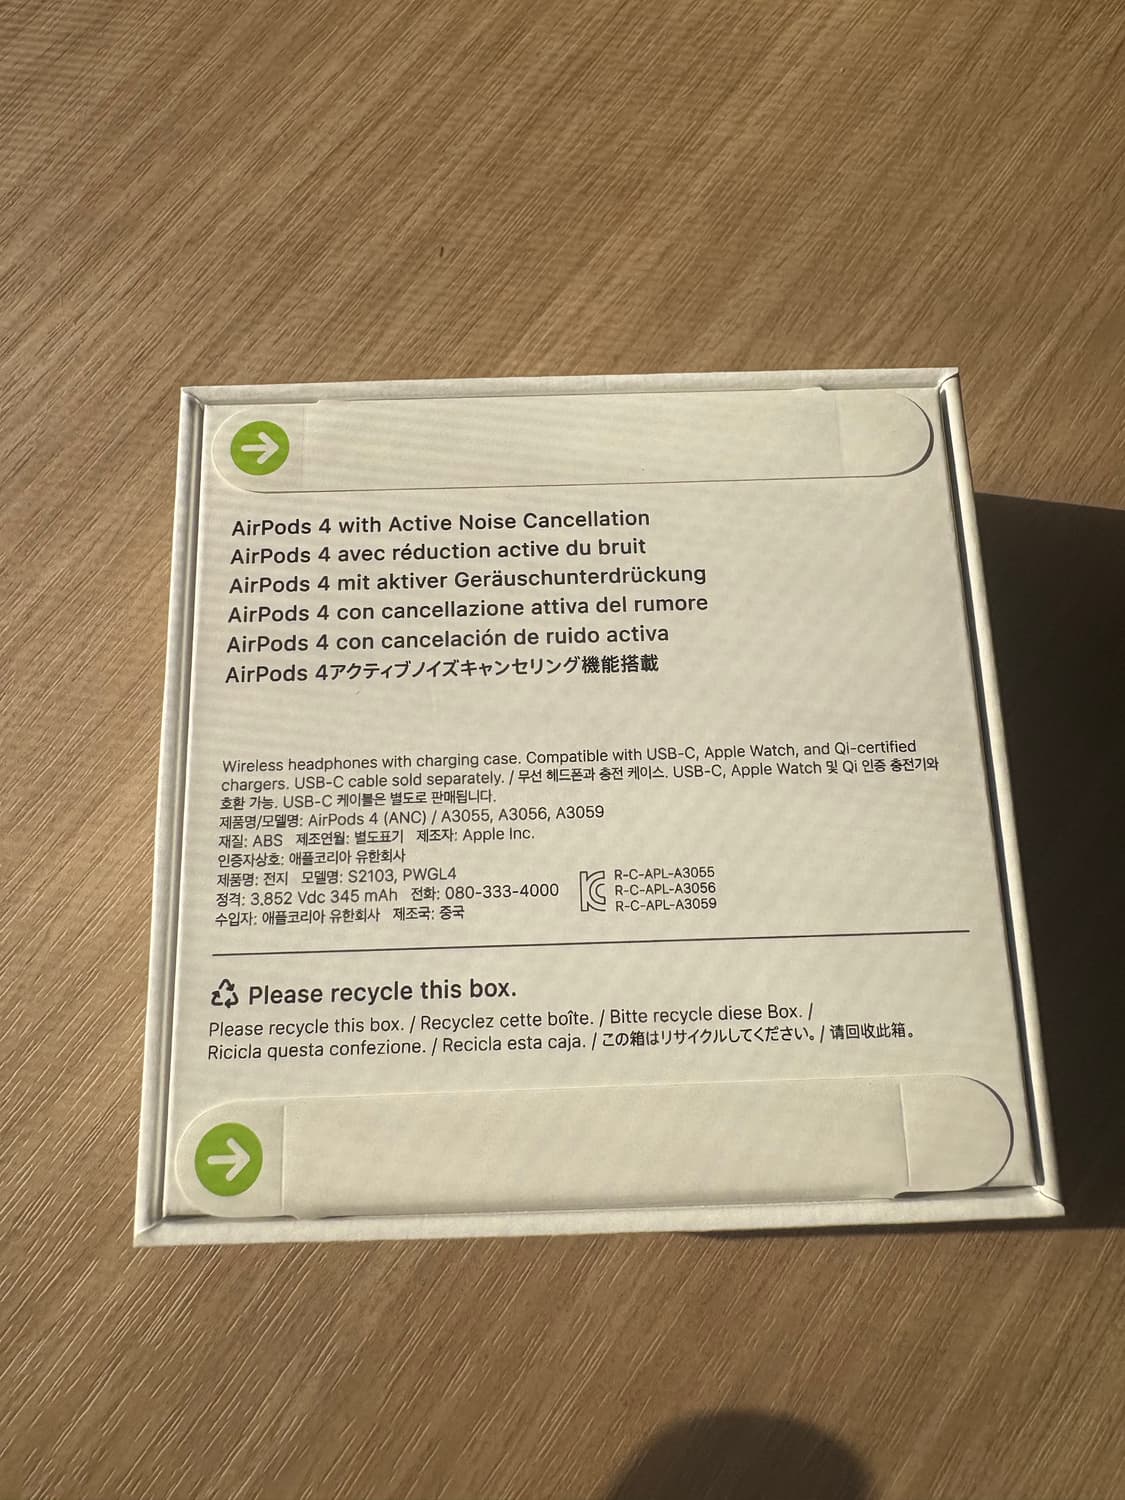 AirPods 4 with Active Noise Cancellation
AirPods 4 avec réduction active du bruit
AirPods 4 mit aktiver Geräuschunterdrückung
AirPods 4 con cancellazione attiva del rumore
AirPods 4 con cancelación de ruido activa
AirPods 4アクティブノイズキャンセリング機能搭載
Wireless headphones with charging case. Compatible with USB-C, Apple Watch, and Qi-certified
chargers. USB-C cable sold separately. / 무선 헤드폰과 충전 케이스. USB-C, Apple Watch 및 Qi 인증 충전기와
호환 가능. USB-C 케이블은 별도로 판매됩니다.
제품명/모델명: AirPods 4 (ANC) / A3055, A3056, A3059
재질: ABS 제조연월: 별도표기 제조자: Apple Inc.
인증자상호: 애플코리아 유한회사
제품명: 전지 모델명: S2103, PWGL4
정격: 3.852 Vdc 345 mAh 전화: 080-333-4000
수입자: 애플코리아 유한회사 제조국: 중국
R-C-APL-A3055
R-C-APL-A3056
R-C-APL-A3059
Please recycle this box.
Please recycle this box. / Recyclez cette boîte. / Bitte recycle diese Box. /
Ricicla questa confezione. / Recicla esta caja. / この箱はリサイクルしてください。/ 请回收此箱。